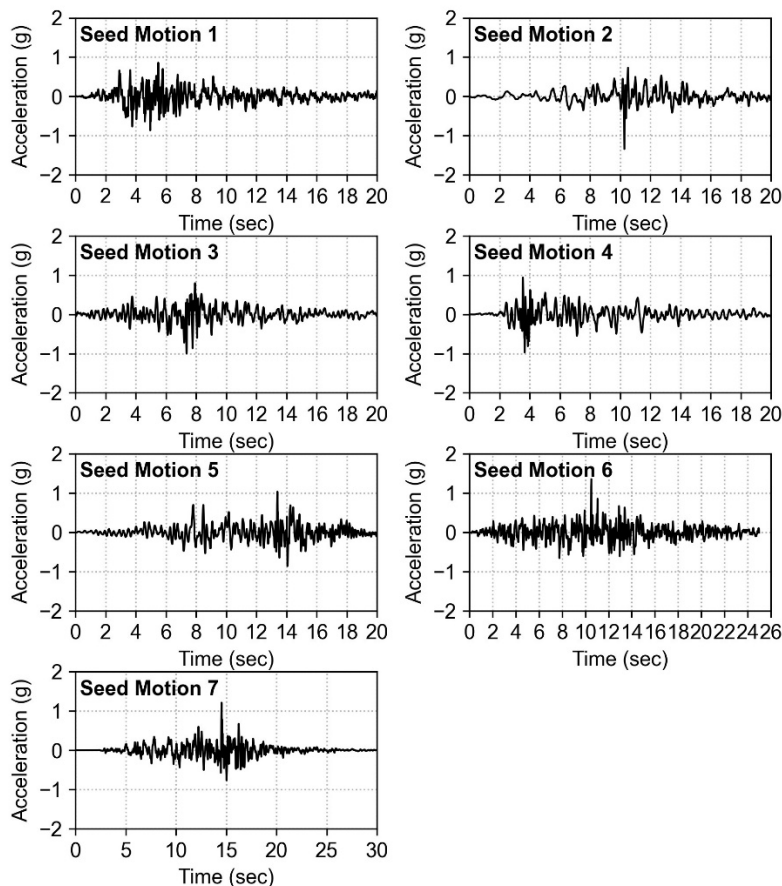 Seed Motion 1
Acceleration (g)
2
1
0
−1
−2
0 2 4 6 8 10 12 14 16 18 20
Time (sec)
Seed Motion 2
Acceleration (g)
2
1
0
−1
−2
0 2 4 6 8 10 12 14 16 18 20
Time (sec)
Seed Motion 3
Acceleration (g)
2
1
0
−1
−2
0 2 4 6 8 10 12 14 16 18 20
Time (sec)
Seed Motion 4
Acceleration (g)
2
1
0
−1
−2
0 2 4 6 8 10 12 14 16 18 20
Time (sec)
Seed Motion 5
Acceleration (g)
2
1
0
−1
−2
0 2 4 6 8 10 12 14 16 18 20
Time (sec)
Seed Motion 6
Acceleration (g)
2
1
0
−1
−2
0 2 4 6 8 10 12 14 16 18 20 22 24 26
Time (sec)
Seed Motion 7
Acceleration (g)
2
1
0
−1
−2
0 5 10 15 20 25 30
Time (sec)